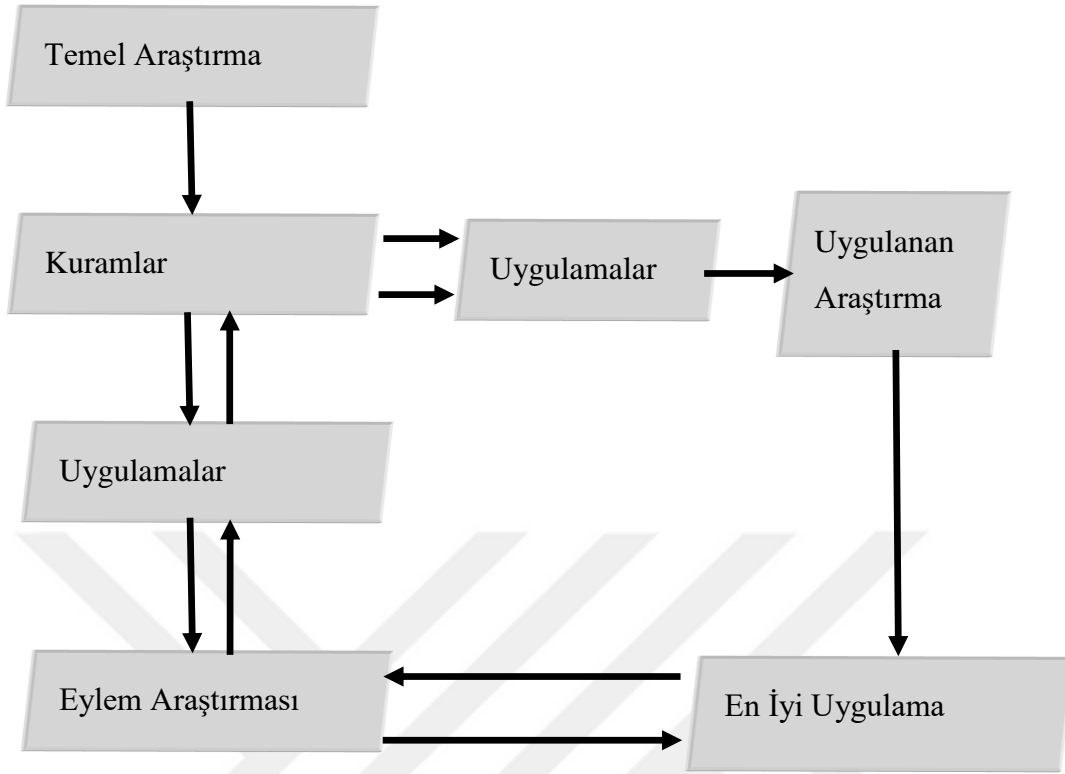 Temel Araştırma
Kuramlar
Uygulamalar
Uygulanan
Araştırma
Uygulamalar
Eylem Araştırması
En İyi Uygulama